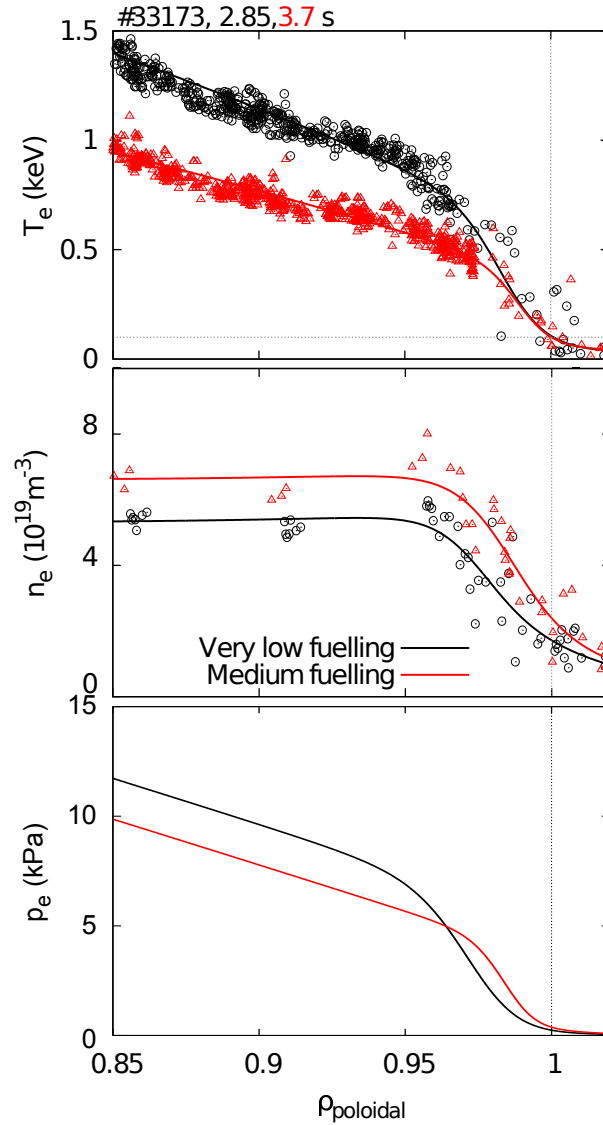 #33173, 2.85,3.7 s
1.5
1
0.5
0
T_e (keV)
8
4
0
n_e (10^19m^-3)
Very low fuelling
Medium fuelling
15
10
5
0
p_e (kPa)
0.85 0.9 0.95 1
ρ_poloidal